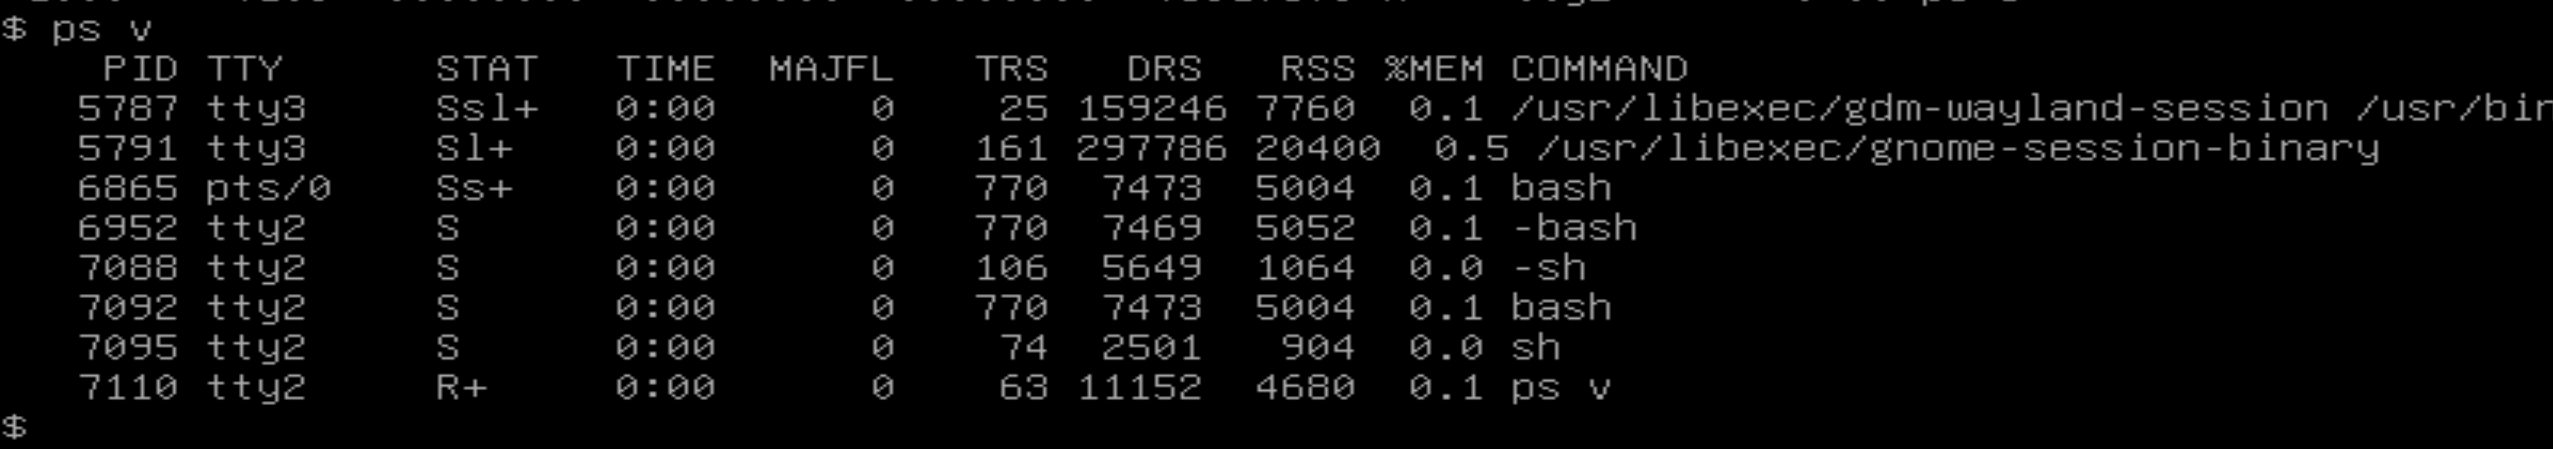 $ ps v
    PID TTY      STAT   TIME  MAJFL   TRS   DRS   RSS %MEM COMMAND
   5787 tty3     Ssl+   0:00      0    25 159246 7760  0.1 /usr/libexec/gdm-wayland-session /usr/bin
   5791 tty3     Sl+    0:00      0   161 297786 20400  0.5 /usr/libexec/gnome-session-binary
   6865 pts/0    Ss+    0:00      0   770  7473  5004  0.1 bash
   6952 tty2     S      0:00      0   770  7469  5052  0.1 -bash
   7088 tty2     S      0:00      0   106  5649  1064  0.0 -sh
   7092 tty2     S      0:00      0   770  7473  5004  0.1 bash
   7095 tty2     S      0:00      0    74  2501   904  0.0 sh
   7110 tty2     R+     0:00      0    63 11152  4680  0.1 ps v
$